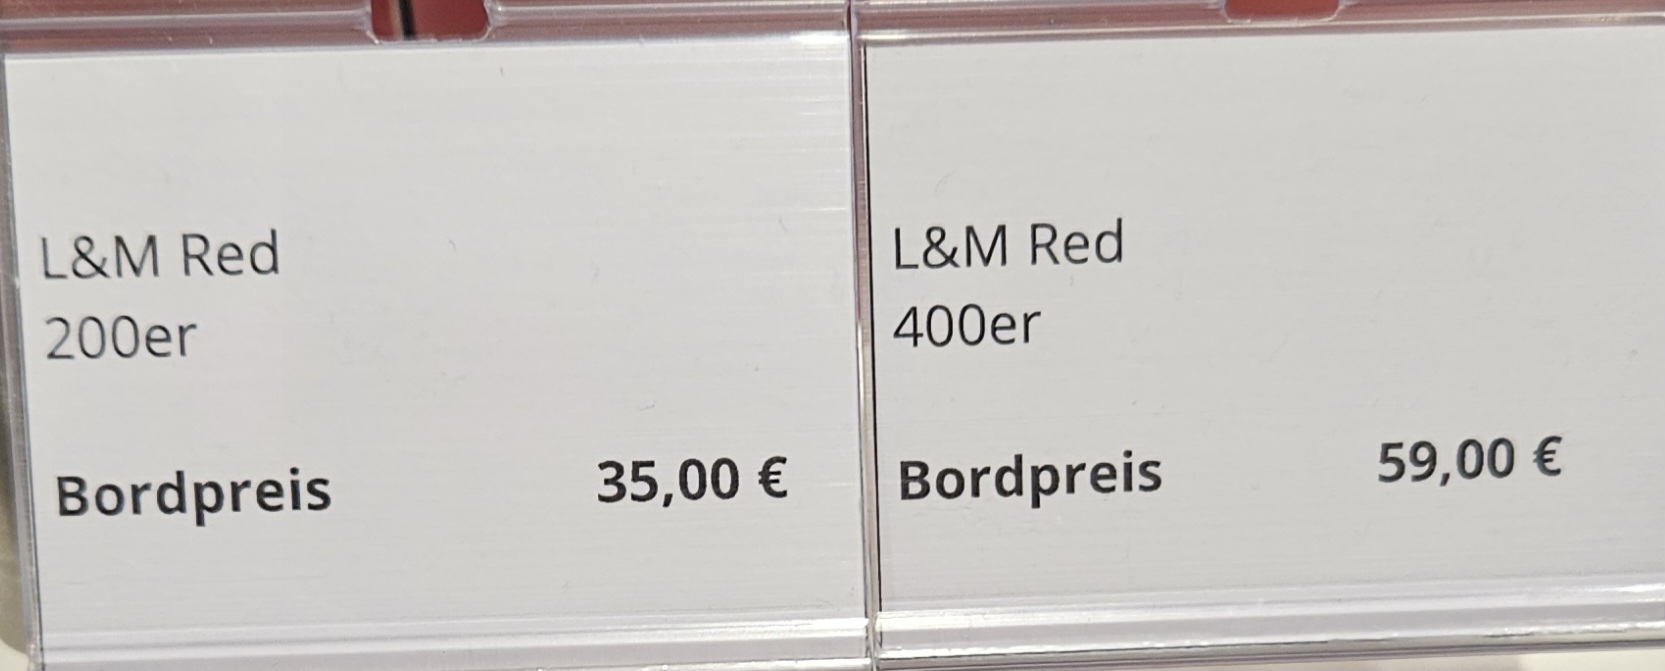 L&M Red
200er
Bordpreis 35,00 €
L&M Red
400er
Bordpreis 59,00 €